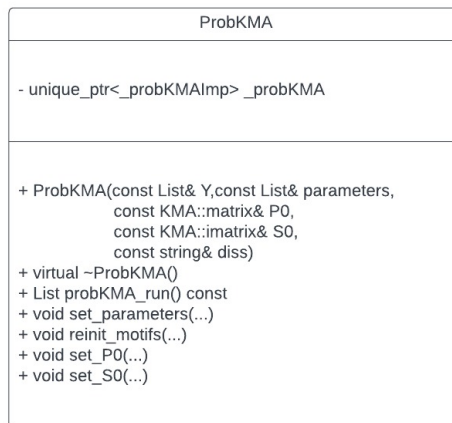 ProbKMA
- unique_ptr<_probKMAImp> _probKMA
+ ProbKMA(const List& Y,const List& parameters,
const KMA::matrix& P0,
const KMA::imatrix& S0,
const string& diss)
+ virtual ~ProbKMA()
+ List probKMA_run() const
+ void set_parameters(...)
+ void reinit_motifs(...)
+ void set_P0(...)
+ void set_S0(...)